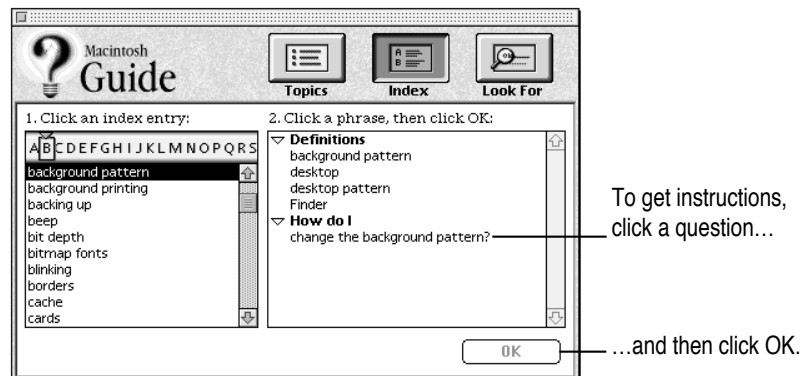 Macintosh
Guide
Topics
Index
Look For
1. Click an index entry:
2. Click a phrase, then click OK:
A B C D E F G H I J K L M N O P Q R S
background pattern
background printing
backing up
beep
bit depth
bitmap fonts
blinking
borders
cache
cards
Definitions
background pattern
desktop
desktop pattern
Finder
How do I
change the background pattern?
OK
To get instructions,
click a question…
…and then click OK.